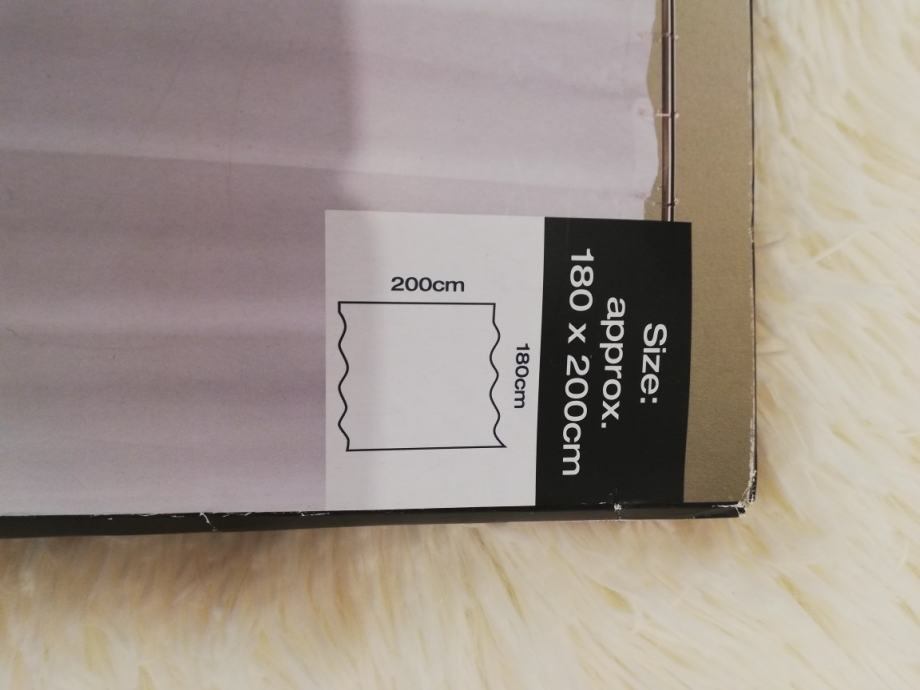 Size:
approx.
180 x 200cm
200cm
180cm